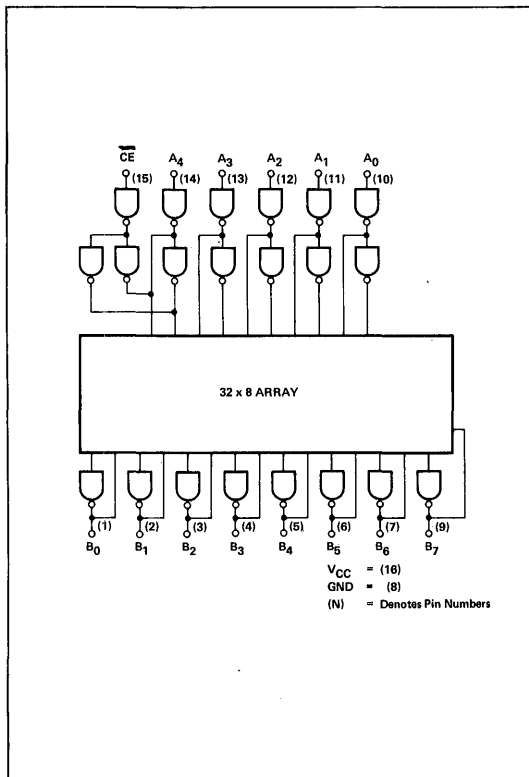 CE A4 A3 A2 A1 A0
(15) (14) (13) (12) (11) (10)
32 x 8 ARRAY
(1) (2) (3) (4) (5) (6) (7) (9)
B0 B1 B2 B3 B4 B5 B6 B7
VCC = (16)
GND = (8)
(N) = Denotes Pin Numbers